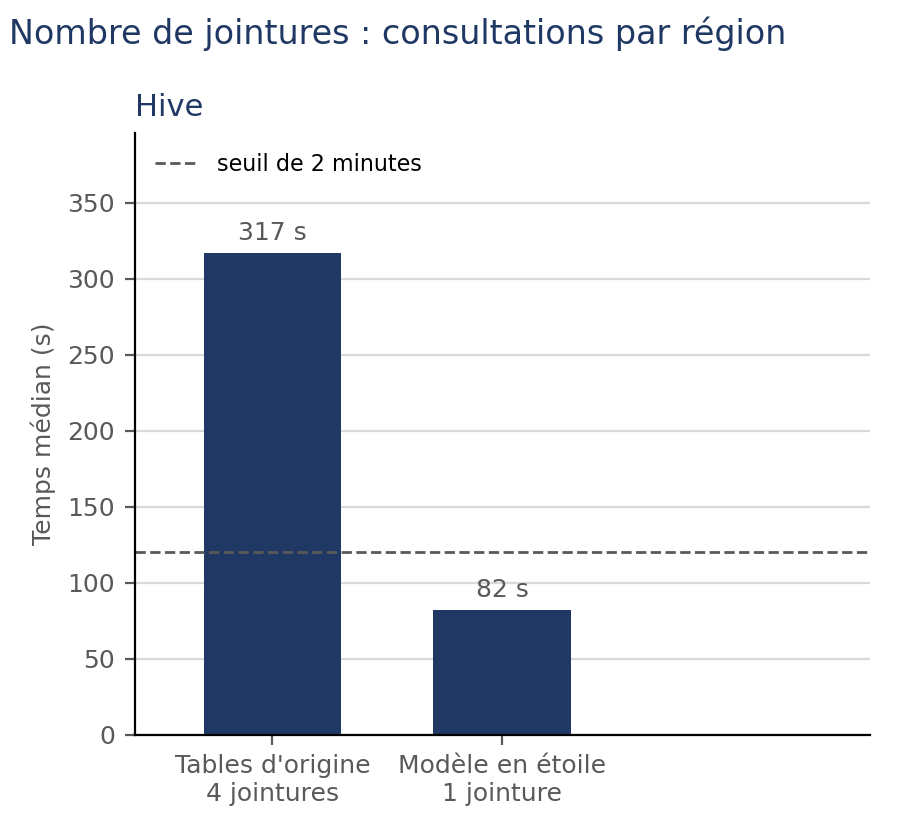 Nombre de jointures : consultations par région
Hive
seuil de 2 minutes
350
317 s
300
250
200
150
100
82 s
50
0
Temps médian (s)
Tables d'origine
4 jointures
Modèle en étoile
1 jointure